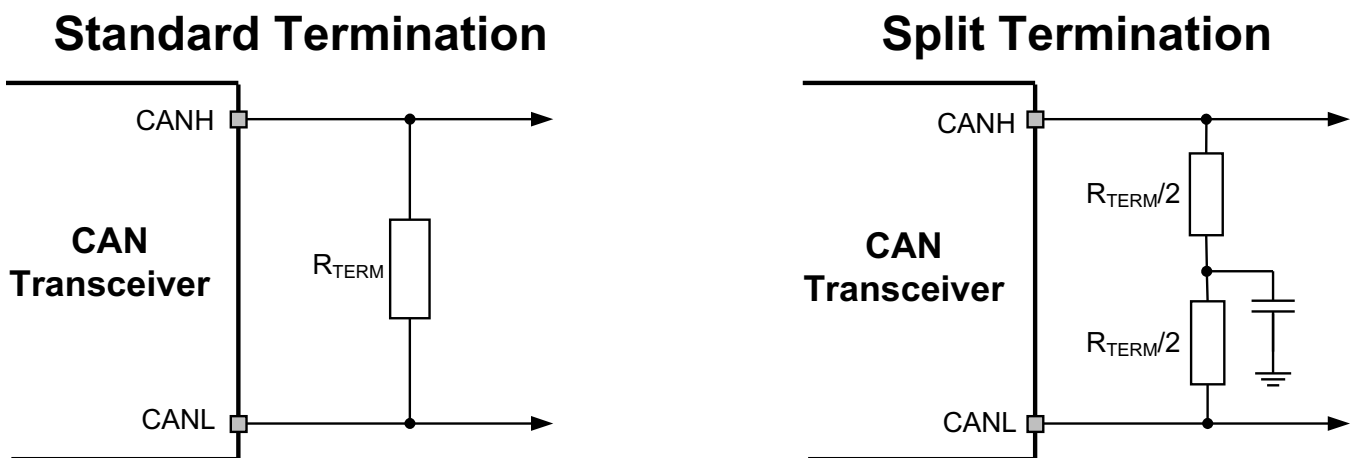 Standard Termination
CANH
CAN
Transceiver
RTERM
CANL
Split Termination
CANH
RTERM/2
CAN
Transceiver
RTERM/2
CANL